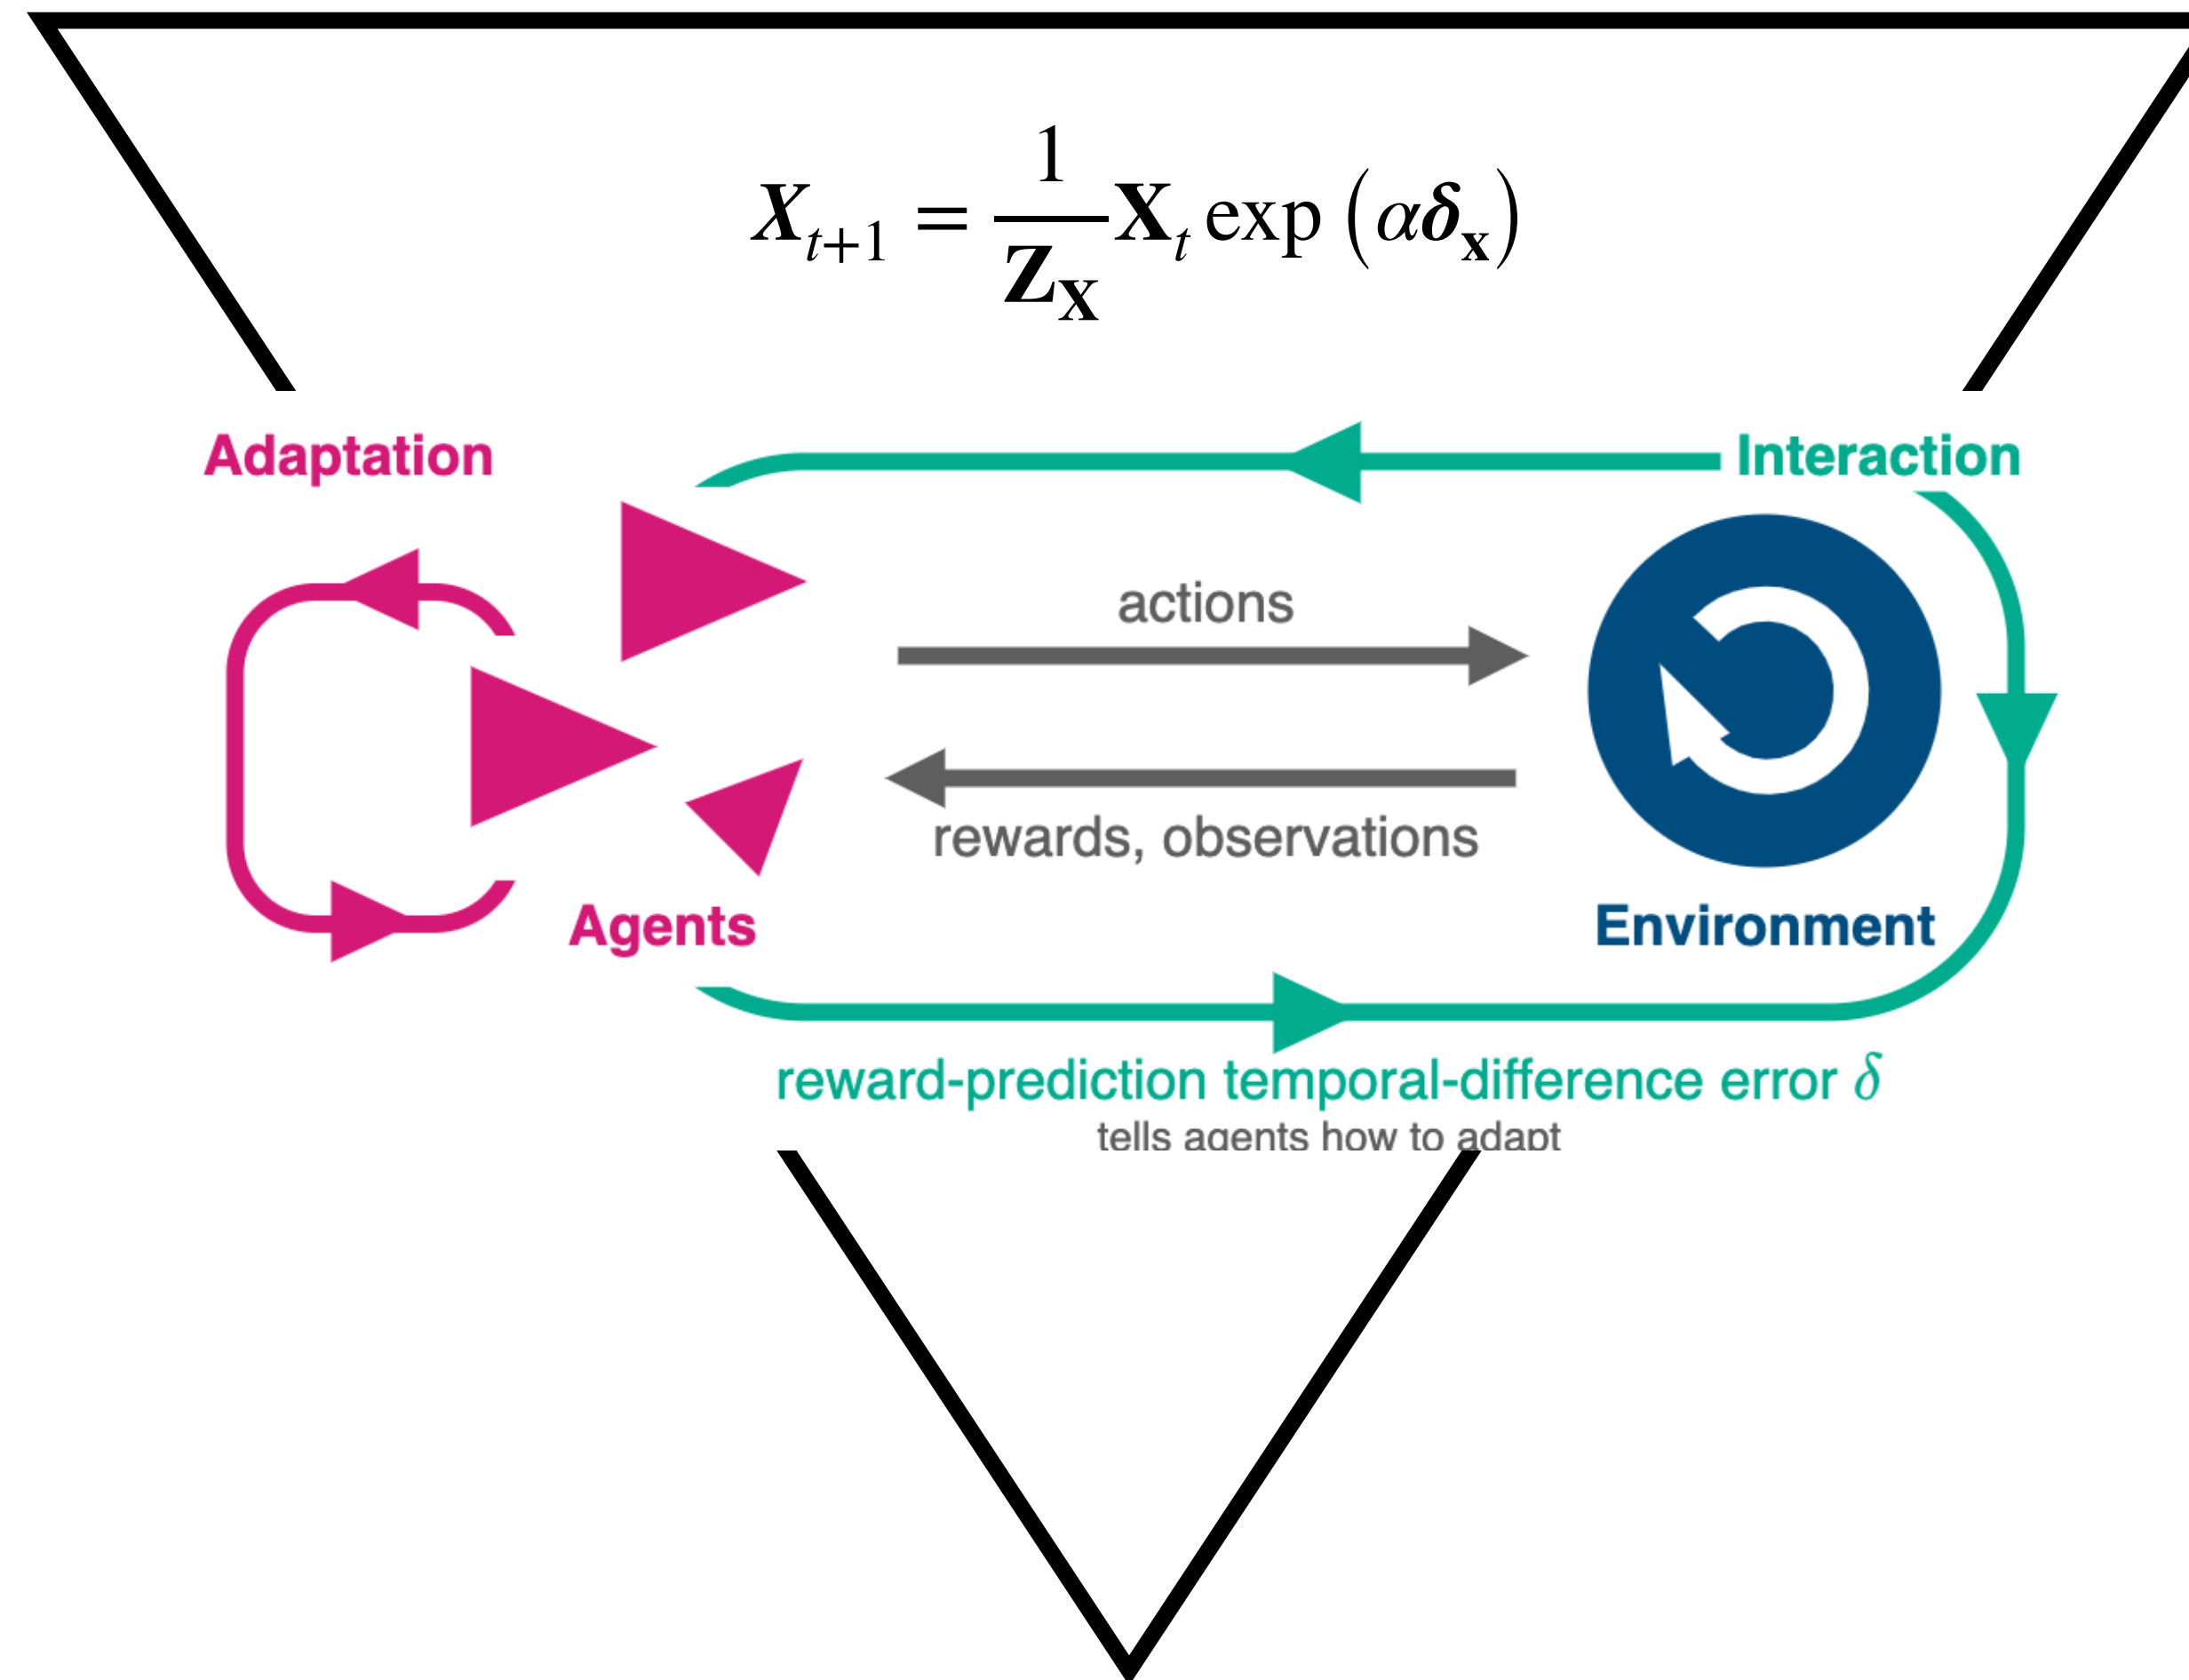 X_{t+1} = \frac{1}{Z_X} X_t exp (αδ_x)
Adaptation
Interaction
actions
rewards, observations
Agents
Environment
reward-prediction temporal-difference error δ
tells agents how to adapt